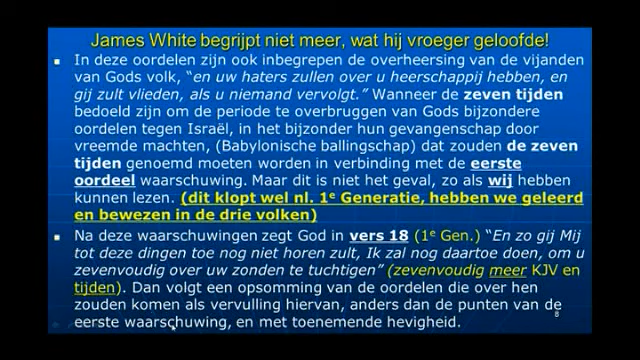 James White begrijpt niet meer, wat hij vroeger geloofde!
In deze oordelen zijn ook inbegrepen de overheersing van de vijanden
van Gods volk, “en uw haters zullen over u heerschappij hebben, en
gij zult vlieden, als u niemand vervolgt.” Wanneer de zeven tijden
bedoeld zijn om de periode te overbruggen van Gods bijzondere
oordelen tegen Israël, in het bijzonder hun gevangenschap door
vreemde machten, (Babylonische ballingschap) dat zouden de zeven
tijden genoemd moeten worden in verbinding met de eerste
oordeel waarschuwing. Maar dit is niet het geval, zo als wij hebben
kunnen lezen. (dit klopt wel nl. 1e Generatie, hebben we geleerd
en bewezen in de drie volken)
Na deze waarschuwingen zegt God in vers 18 (1e Gen.) “En zo gij Mij
tot deze dingen toe nog niet horen zult, Ik zal nog daartoe doen, om u
zevenvoudig over uw zonden te tuchtigen” (zevenvoudig meer KJV en
tijden). Dan volgt een opsomming van de oordelen die over hen
zouden komen als vervulling hiervan, anders dan de punten van de
eerste waarschuwing, en met toenemende hevigheid.
8